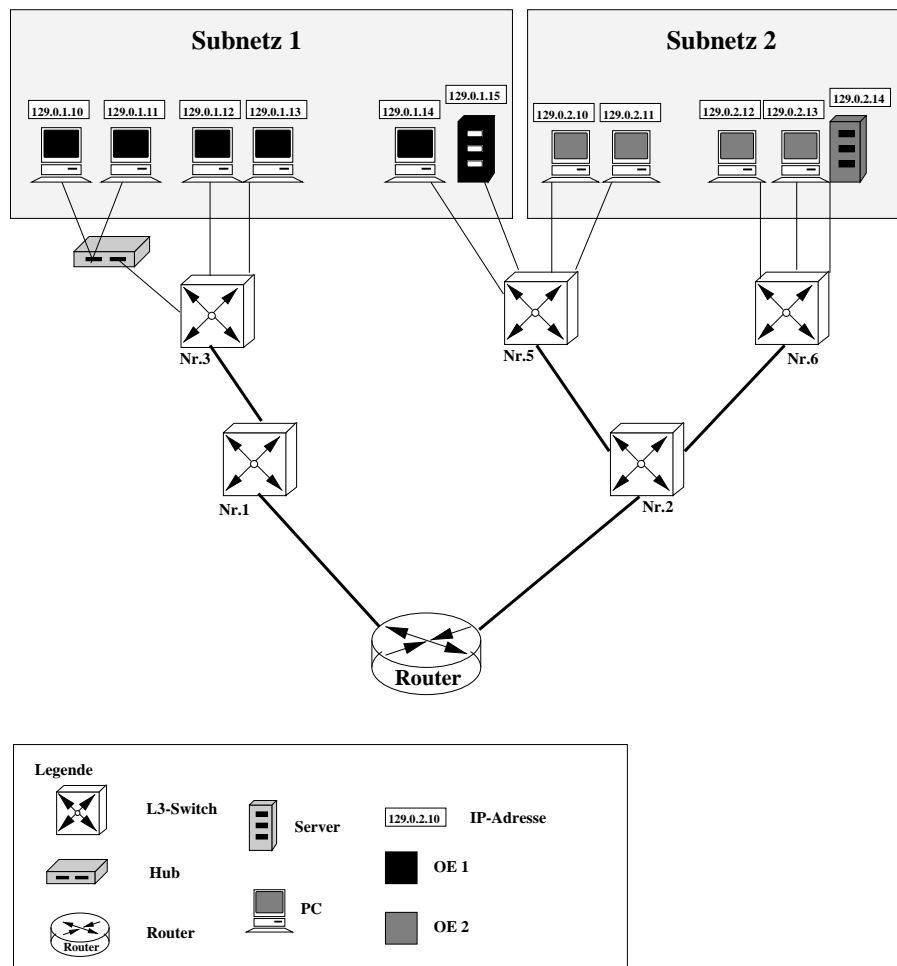 Subnetz 1
Subnetz 2
129.0.1.10
129.0.1.11
129.0.1.12
129.0.1.13
129.0.1.14
129.0.1.15
129.0.2.10
129.0.2.11
129.0.2.12
129.0.2.13
129.0.2.14
Nr.3
Nr.5
Nr.6
Nr.1
Nr.2
Router
Legende
L3-Switch
Server
129.0.2.10
IP-Adresse
Hub
OE 1
PC
Router
Router
OE 2